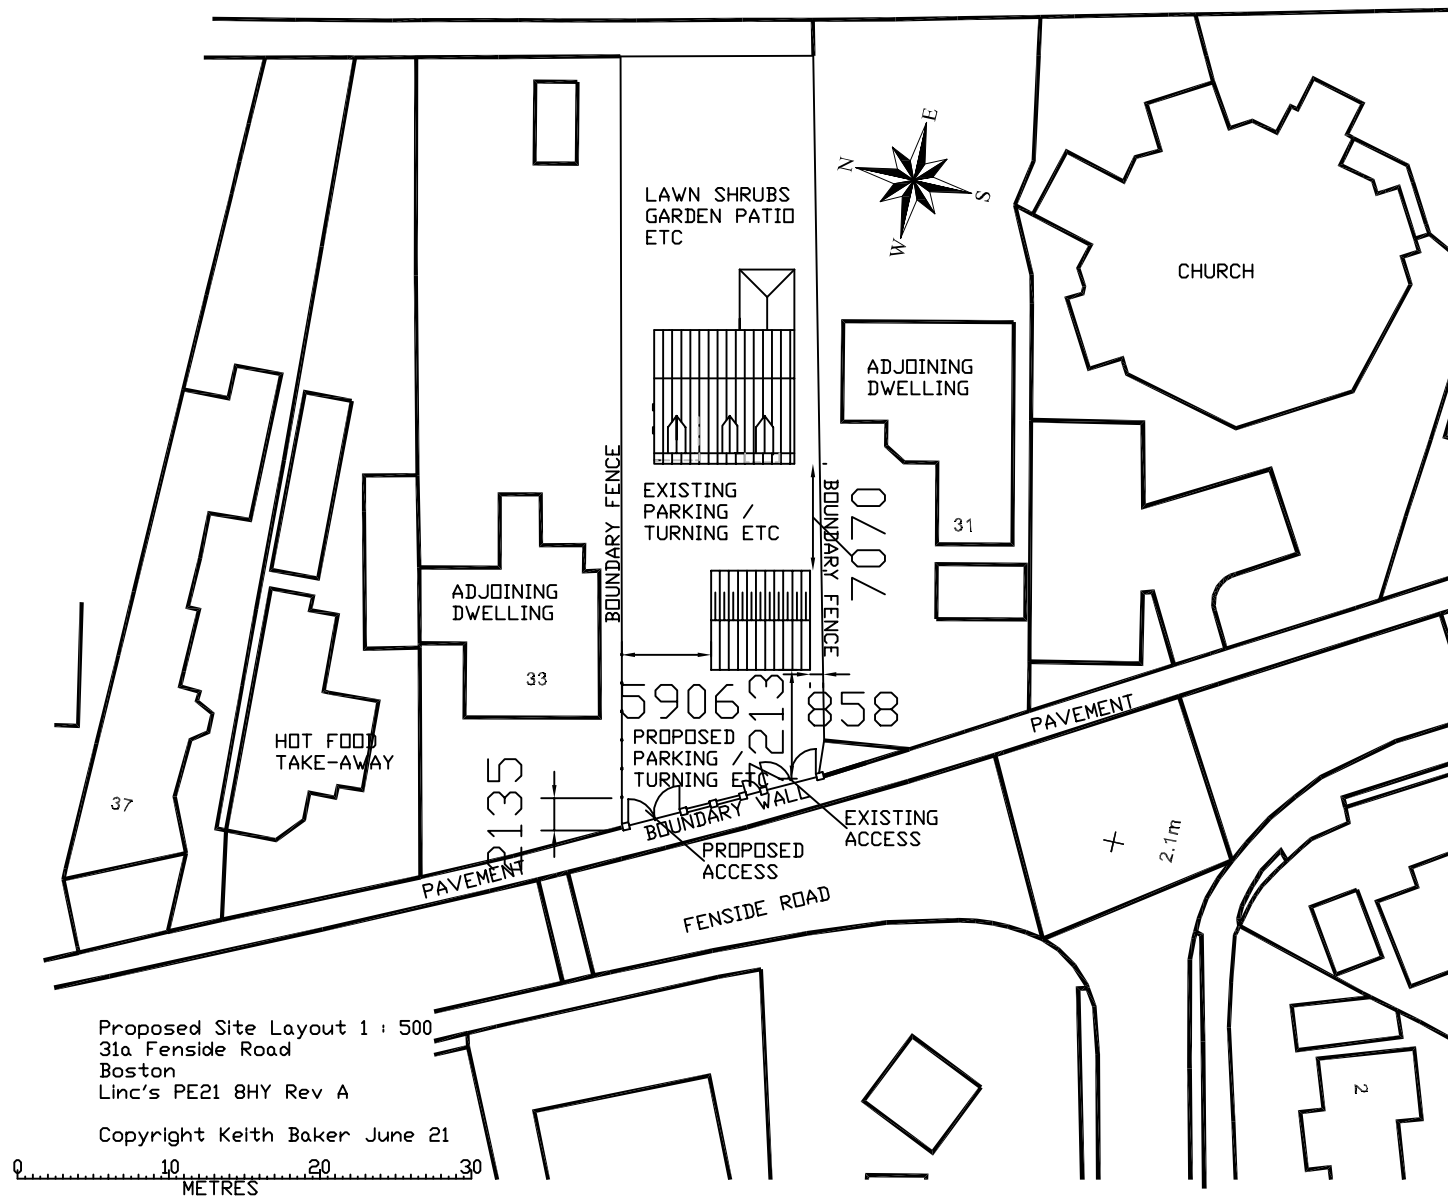 E
N
S
W
LAWN SHRUBS
GARDEN PATIO
ETC
CHURCH
ADJOINING
DWELLING
31
BOUNDARY FENCE
EXISTING
PARKING /
TURNING ETC
BOUNDARY FENCE
7070
ADJOINING
DWELLING
33
5906
213
858
PROPOSED
PARKING /
TURNING ETC
PAVEMENT
HOT FOOD
TAKE-AWAY
37
2135
BOUNDARY WALL
EXISTING
ACCESS
PROPOSED
ACCESS
PAVEMENT
FENSIDE ROAD
2.1m
2
Proposed Site Layout 1 : 500
31a Fenside Road
Boston
Linc's PE21 8HY Rev A
Copyright Keith Baker June 21
0 10 20 30
METRES